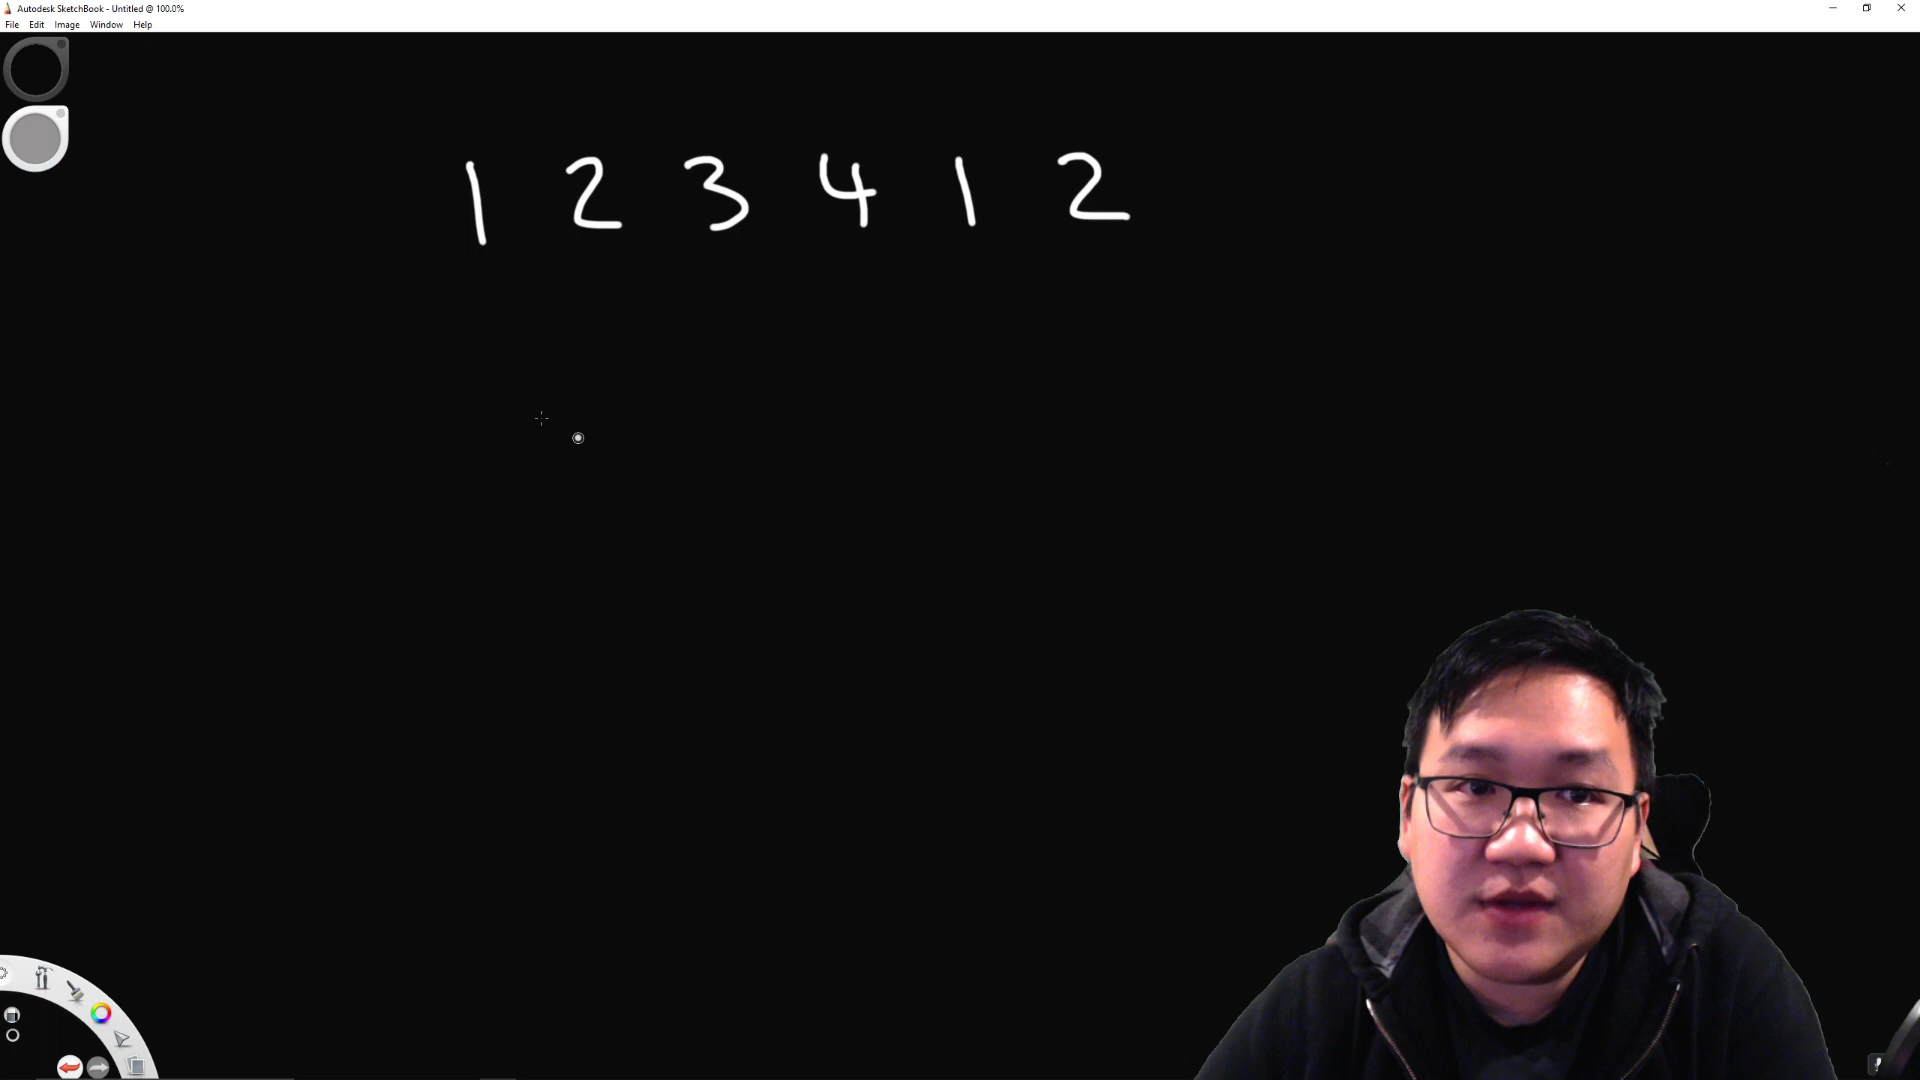 Autodesk SketchBook - Untitled @ 100.0%
File Edit Image Window Help
1 2 3 4 1 2